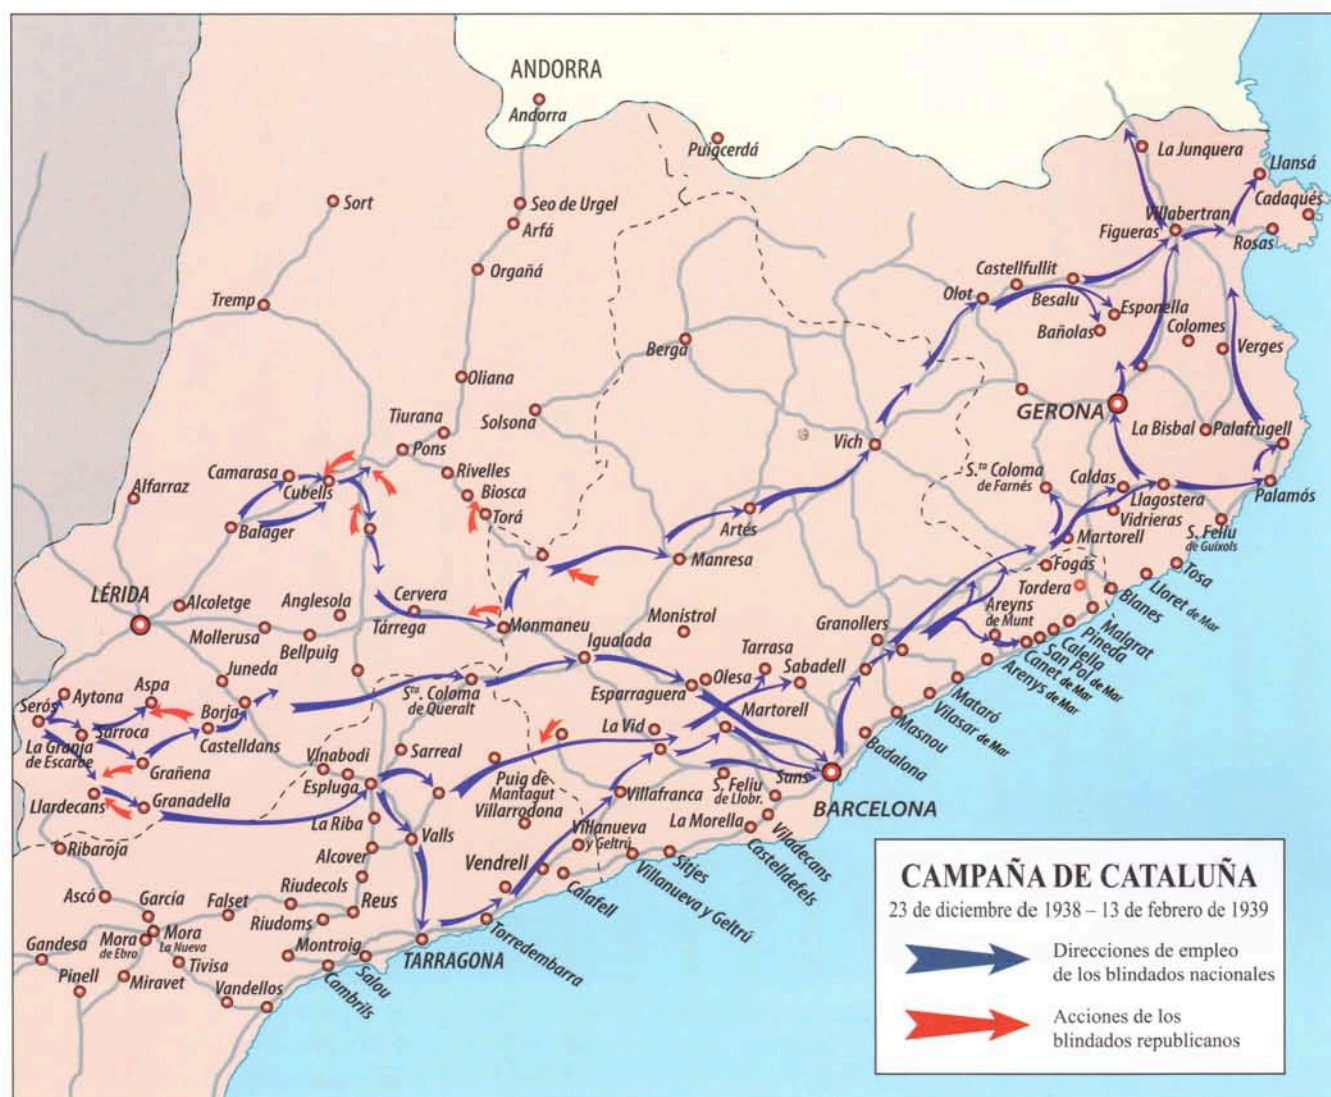 ANDORRA
Andorra
Puigcerdá
La Junquera
Llansá
Cadaqués
Villabertran
Figueras
Rosas
Sort
Seo de Urgel
Arfá
Orgañá
Tremp
Castellfullit
Olot
Besalu
Esponella
Bañolas
Colomes
Verges
Berga
Oliana
Solsona
Tiurana
Pons
GERONA
La Bisbal
Palafrugell
Vich
Camarasa
Cubells
Rivelles
Biosca
Torá
Alfarraz
Balager
S.ta Coloma
de Farnés
Caldas
Llagostera
Vidrieras
Palamós
S. Feliu
de Guixols
Artés
Manresa
Martorell
Fogás
Tordera
Tosa
Lloret de Mar
Blanes
LÉRIDA
Alcoletge
Anglesola
Cervera
Tárrega
Mollerusa
Bellpuig
Monmaneu
Igualada
Monistrol
Granollers
Areyns
de Munt
Malgrat
Pineda
Calella
San Pol de Mar
Canet de Mar
Arenys de Mar
Tarrasa
Sabadell
Juneda
Aytona
Aspa
Serós
Sarroca
Borja
Castelldans
La Granja
de Escarbe
Grañena
Sta. Coloma
de Queralt
Esparraguera
Olesa
Martorell
La Vid
Mataró
Vilasar de Mar
Masnou
Badalona
Vínabodi
Sarreal
Espluga
Llardecans
Granadella
Puig de
Mantagut
Villarrodona
Villafranca
S. Feliu
de Llobr.
Sans
BARCELONA
La Riba
Valls
Alcover
La Morella
Viladecans
Castelldefels
Villanueva
y Geltrú
Ribaroja
Vendrell
Calafell
Sitjes
Villanueva y Geltrú
Ascó
García
Falset
Riudecols
Reus
Riudoms
Mora
La Nueva
Mora
de Ebro
Gandesa
Pinell
Miravet
Tivisa
Montroig
Vandellos
Salou
Cambrils
TARRAGONA
Torredembarra
CAMPAÑA DE CATALUÑA
23 de diciembre de 1938 – 13 de febrero de 1939
Direcciones de empleo
de los blindados nacionales
Acciones de los
blindados republicanos